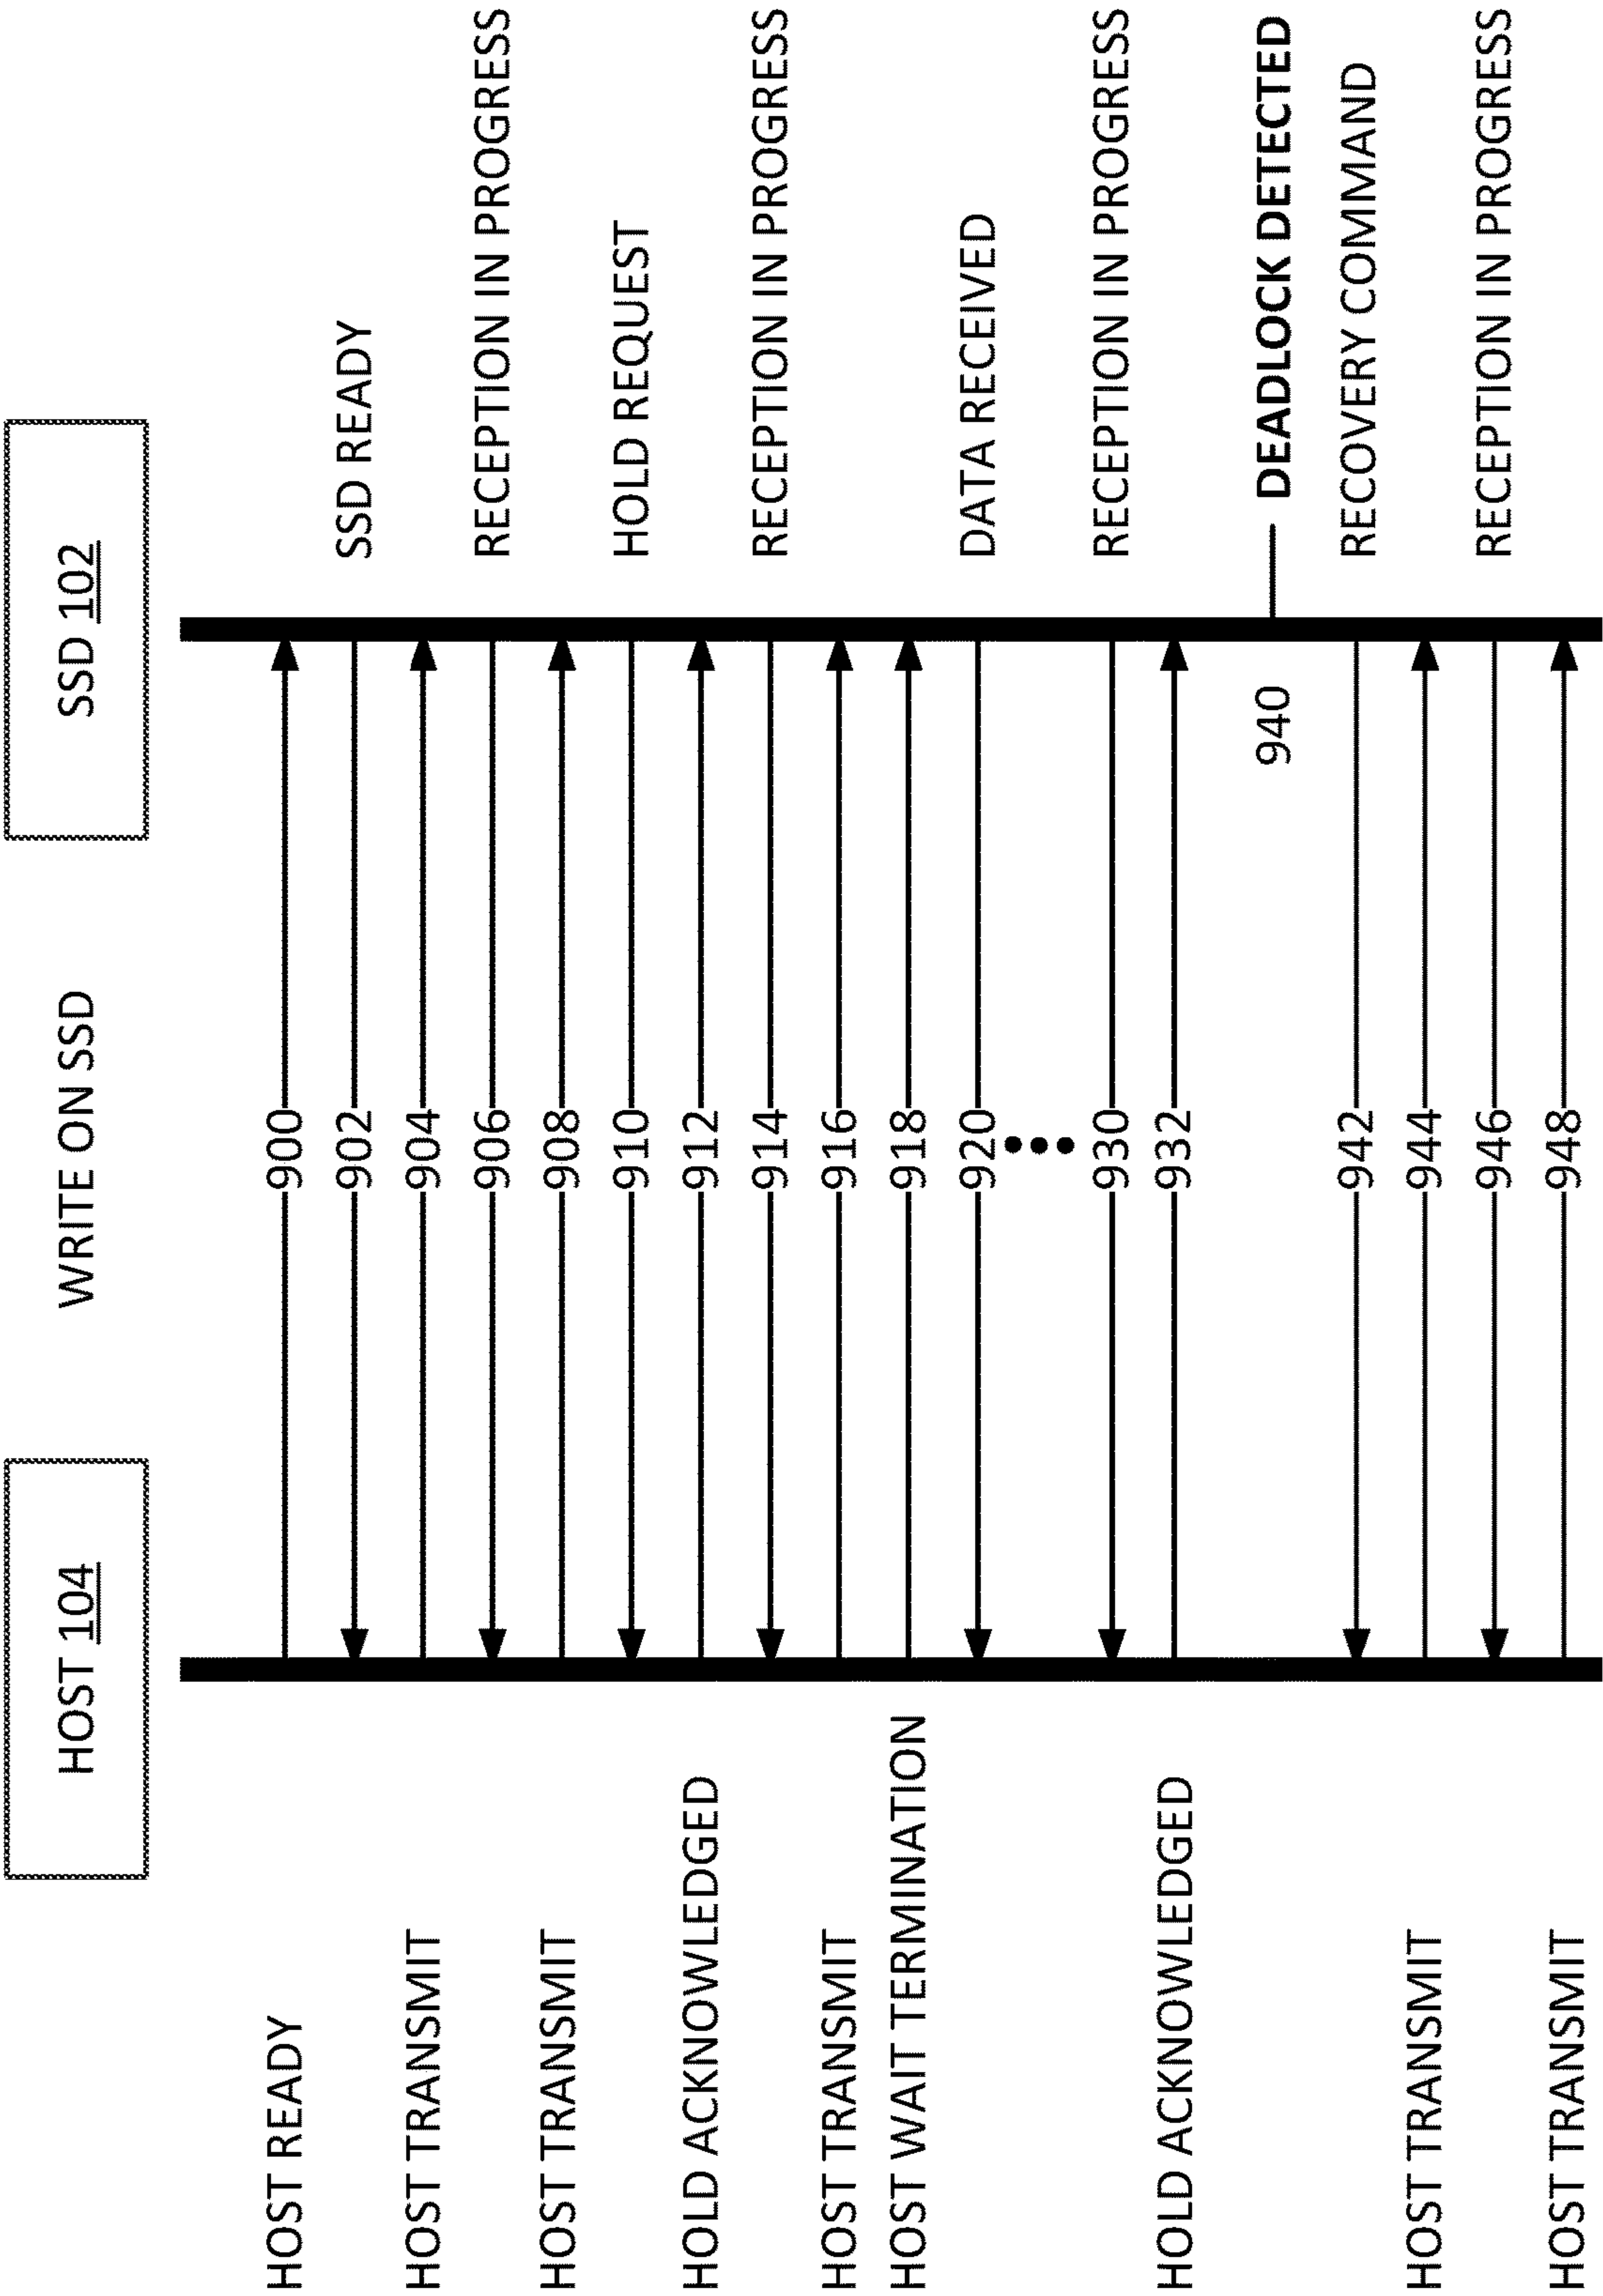 HOST 104
WRITE ON SSD
SSD 102
HOST READY
900
902
SSD READY
HOST TRANSMIT
904
906
RECEPTION IN PROGRESS
HOST TRANSMIT
908
910
HOLD REQUEST
HOLD ACKNOWLEDGED
912
914
RECEPTION IN PROGRESS
HOST TRANSMIT
916
HOST WAIT TERMINATION
918
920
DATA RECEIVED
930
RECEPTION IN PROGRESS
HOLD ACKNOWLEDGED
932
940
DEADLOCK DETECTED
942
RECOVERY COMMAND
HOST TRANSMIT
944
946
RECEPTION IN PROGRESS
HOST TRANSMIT
948